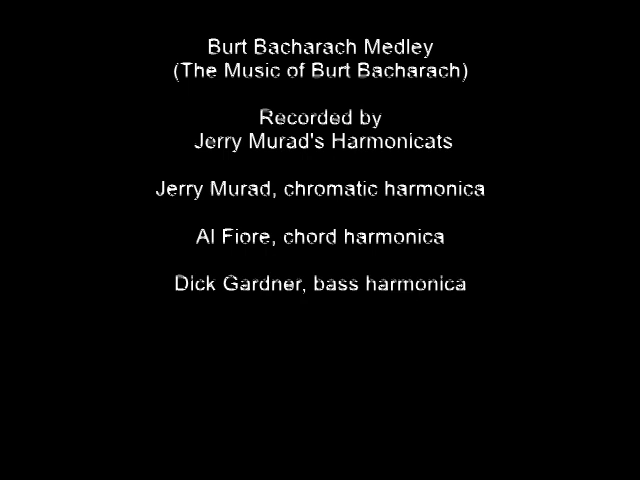 Burt Bacharach Medley
(The Music of Burt Bacharach)
Recorded by
Jerry Murad's Harmonicats
Jerry Murad, chromatic harmonica
Al Fiore, chord harmonica
Dick Gardner, bass harmonica